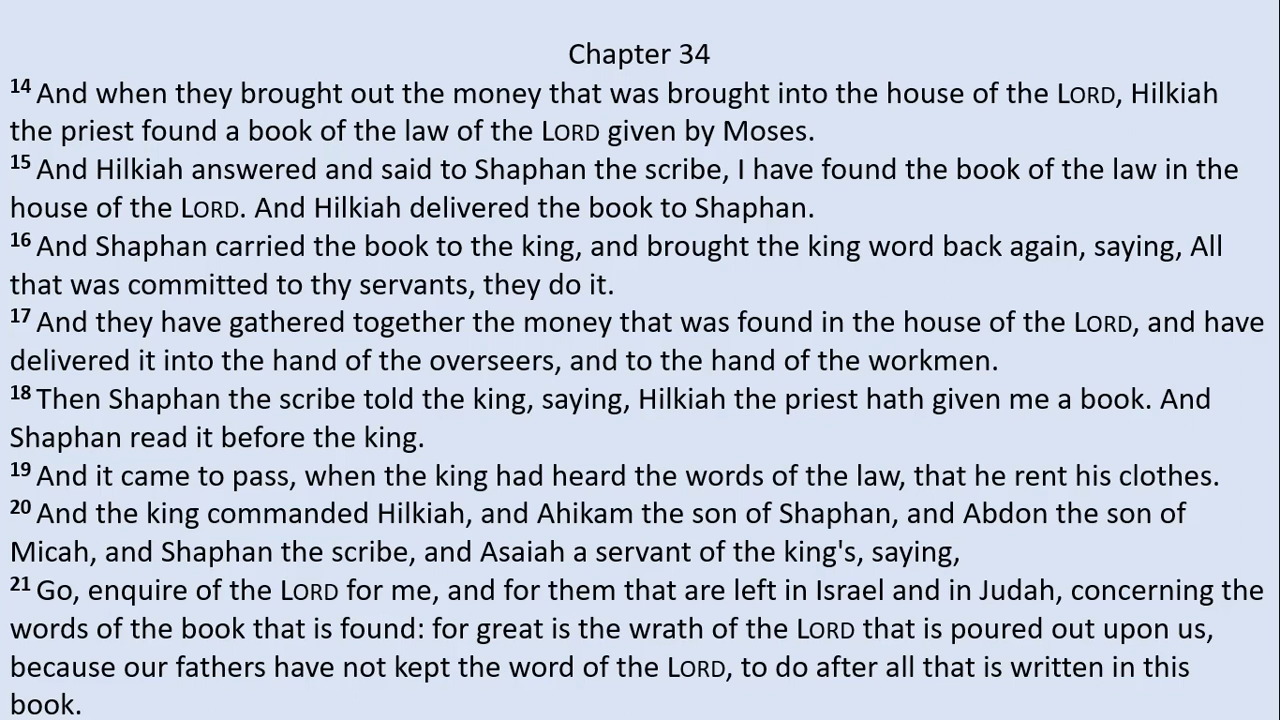 Chapter 34
14 And when they brought out the money that was brought into the house of the LORD, Hilkiah
the priest found a book of the law of the LORD given by Moses.
15 And Hilkiah answered and said to Shaphan the scribe, I have found the book of the law in the
house of the LORD. And Hilkiah delivered the book to Shaphan.
16 And Shaphan carried the book to the king, and brought the king word back again, saying, All
that was committed to thy servants, they do it.
17 And they have gathered together the money that was found in the house of the LORD, and have
delivered it into the hand of the overseers, and to the hand of the workmen.
18 Then Shaphan the scribe told the king, saying, Hilkiah the priest hath given me a book. And
Shaphan read it before the king.
19 And it came to pass, when the king had heard the words of the law, that he rent his clothes.
20 And the king commanded Hilkiah, and Ahikam the son of Shaphan, and Abdon the son of
Micah, and Shaphan the scribe, and Asaiah a servant of the king's, saying,
21 Go, enquire of the LORD for me, and for them that are left in Israel and in Judah, concerning the
words of the book that is found: for great is the wrath of the LORD that is poured out upon us,
because our fathers have not kept the word of the LORD, to do after all that is written in this
book.